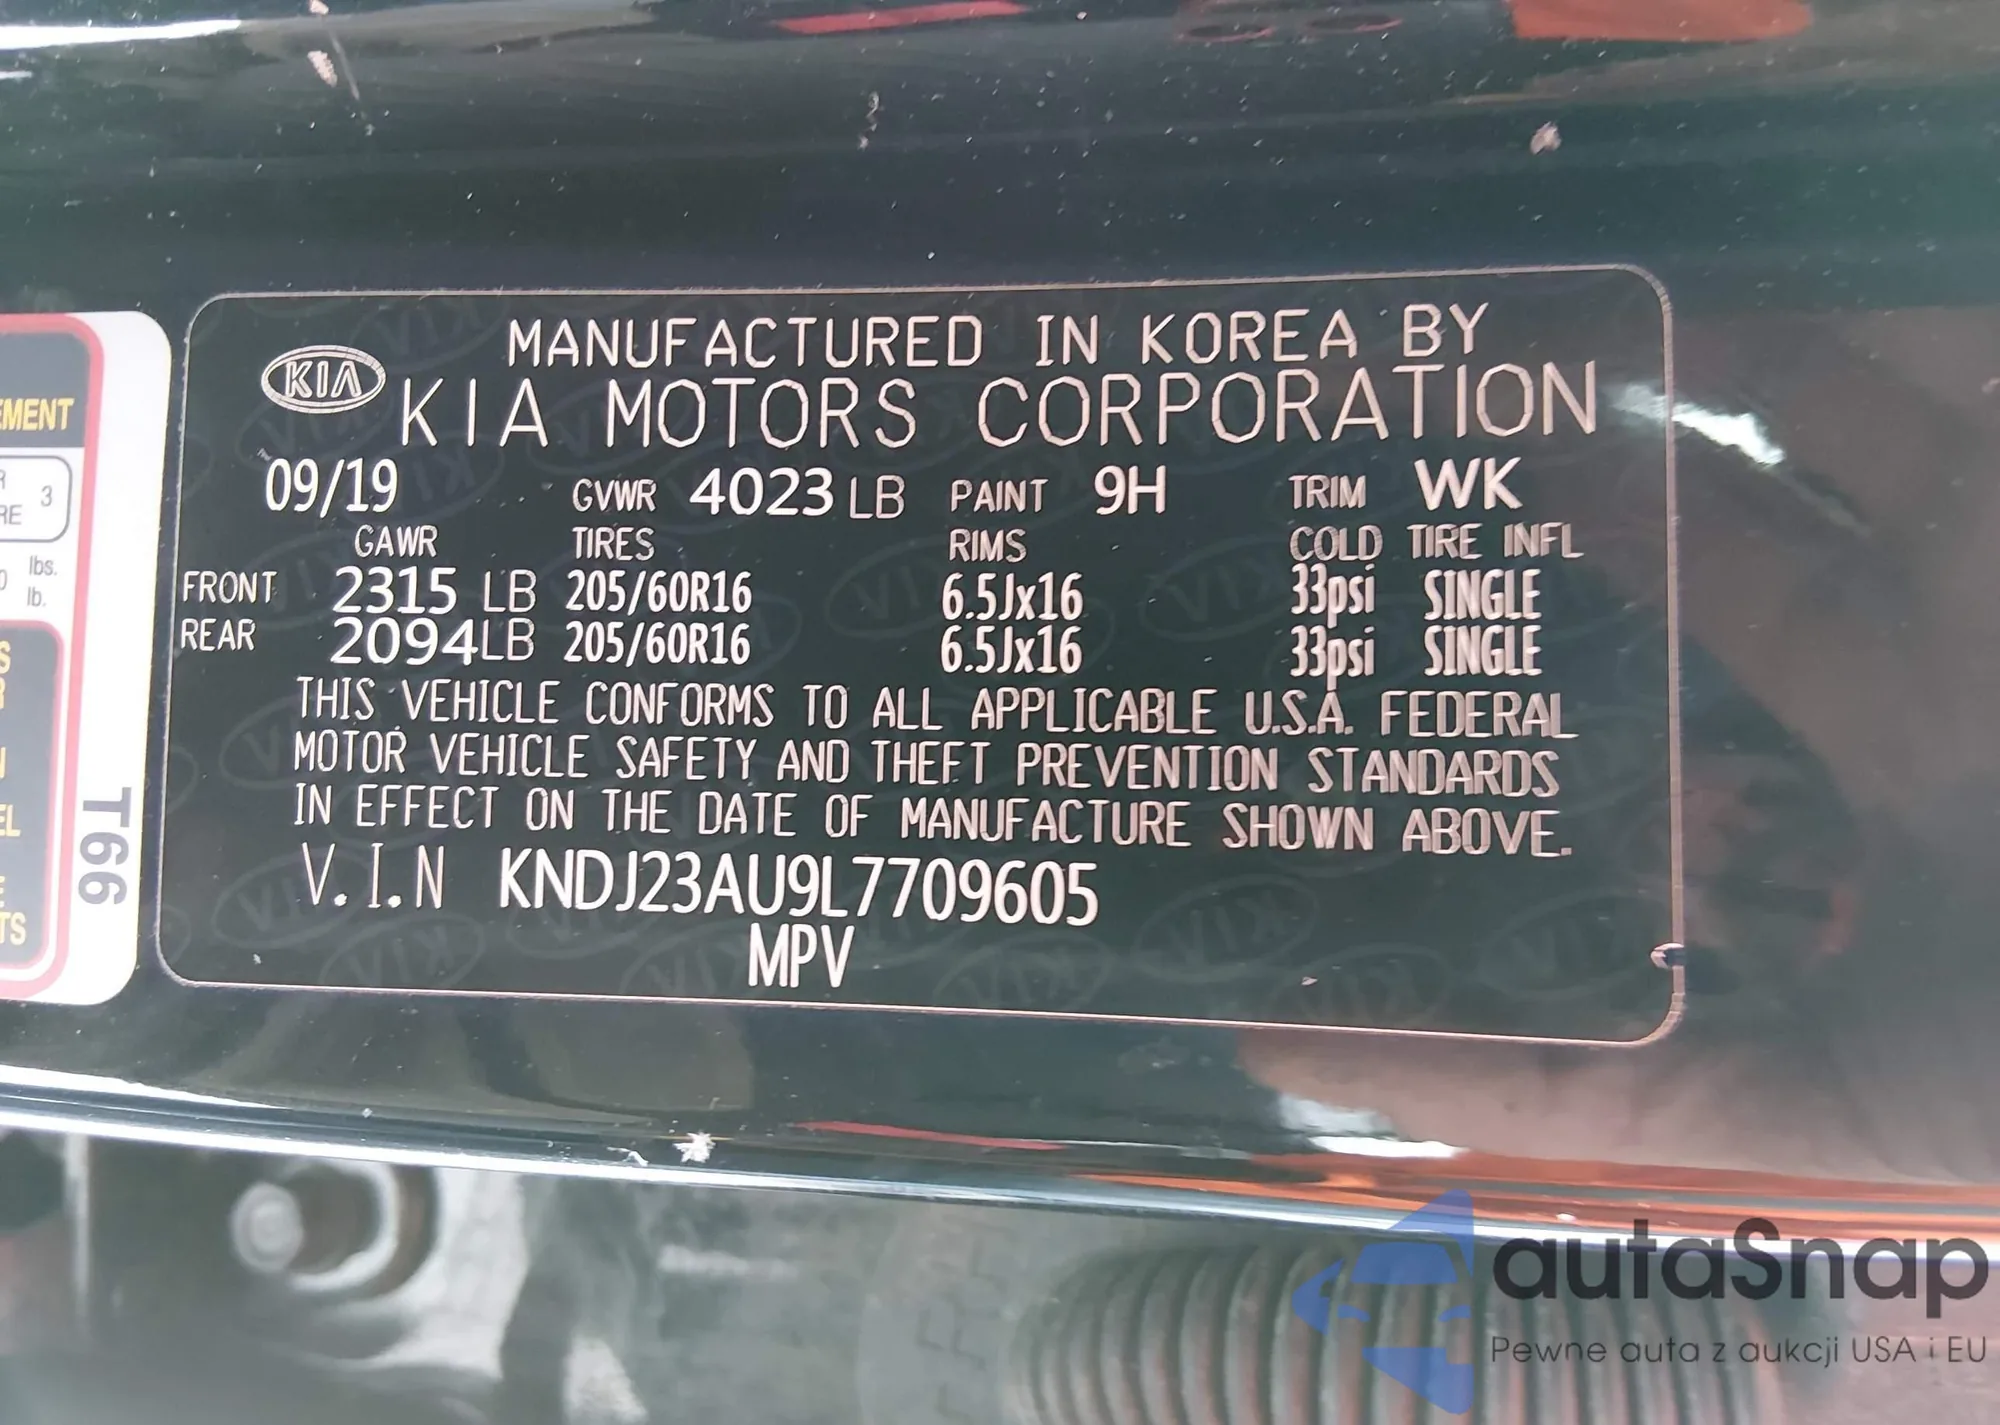 MANUFACTURED IN KOREA BY
KIA KIA MOTORS CORPORATION
09/19 GVWR 4023 LB PAINT 9H TRIM WK
GAWR TIRES RIMS COLD TIRE INFL
FRONT 2315 LB 205/60R16 6.5Jx16 33psi SINGLE
REAR 2094LB 205/60R16 6.5Jx16 33psi SINGLE
THIS VEHICLE CONFORMS TO ALL APPLICABLE U.S.A. FEDERAL
MOTOR VEHICLE SAFETY AND THEFT PREVENTION STANDARDS
IN EFFECT ON THE DATE OF MANUFACTURE SHOWN ABOVE.
V.I.N KNDJ23AU9L7709605
MPV
3
lbs.
lb.
T66
autaSnap
Pewne auta z aukcji USA i EU